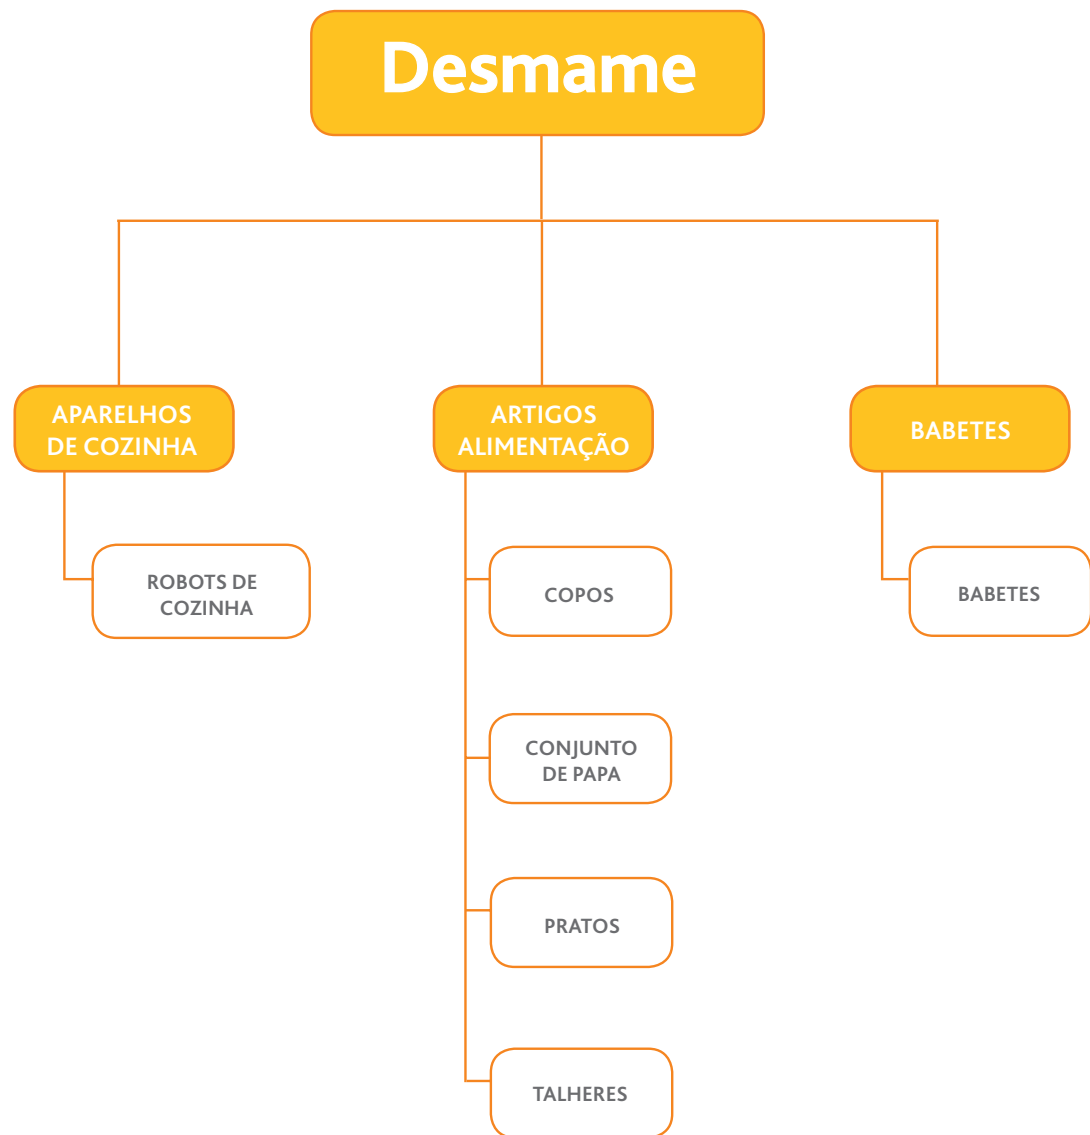 Desmame
APARELHOS
DE COZINHA
ROBOTS DE
COZINHA
ARTIGOS
ALIMENTAÇÃO
COPOS
CONJUNTO
DE PAPA
PRATOS
TALHERES
BABETES
BABETES